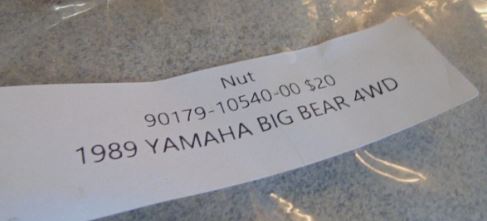 Nut
90179-10540-00 $20
1989 YAMAHA BIG BEAR 4WD